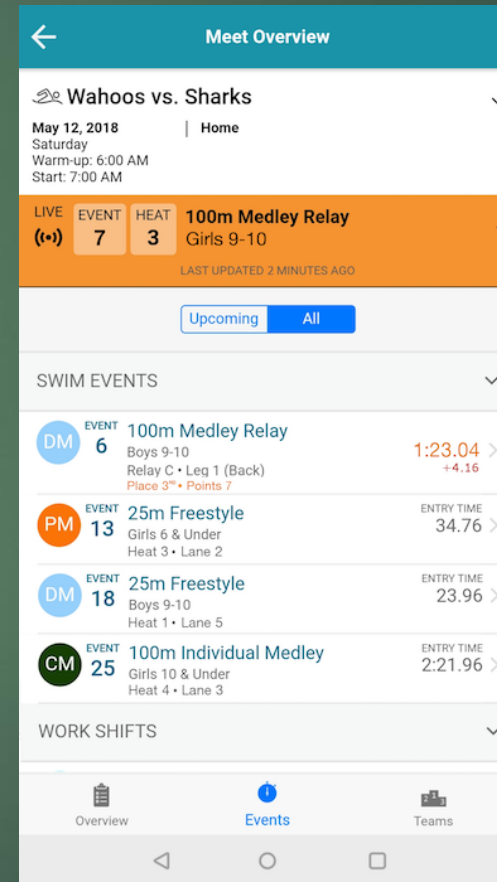 Meet Overview
Wahoos vs. Sharks
May 12, 2018 | Home
Saturday
Warm-up: 6:00 AM
Start: 7:00 AM
LIVE EVENT HEAT 100m Medley Relay
7 3 Girls 9-10
LAST UPDATED 2 MINUTES AGO
Upcoming All
SWIM EVENTS
DM EVENT 6 100m Medley Relay
Boys 9-10 1:23.04
Relay C • Leg 1 (Back) +4.16
Place 3rd • Points 7
PM EVENT 13 25m Freestyle ENTRY TIME
Girls 6 & Under 34.76
Heat 3 • Lane 2
DM EVENT 18 25m Freestyle ENTRY TIME
Boys 9-10 23.96
Heat 1 • Lane 5
CM EVENT 25 100m Individual Medley ENTRY TIME
Girls 10 & Under 2:21.96
Heat 4 • Lane 3
WORK SHIFTS
Overview Events Teams